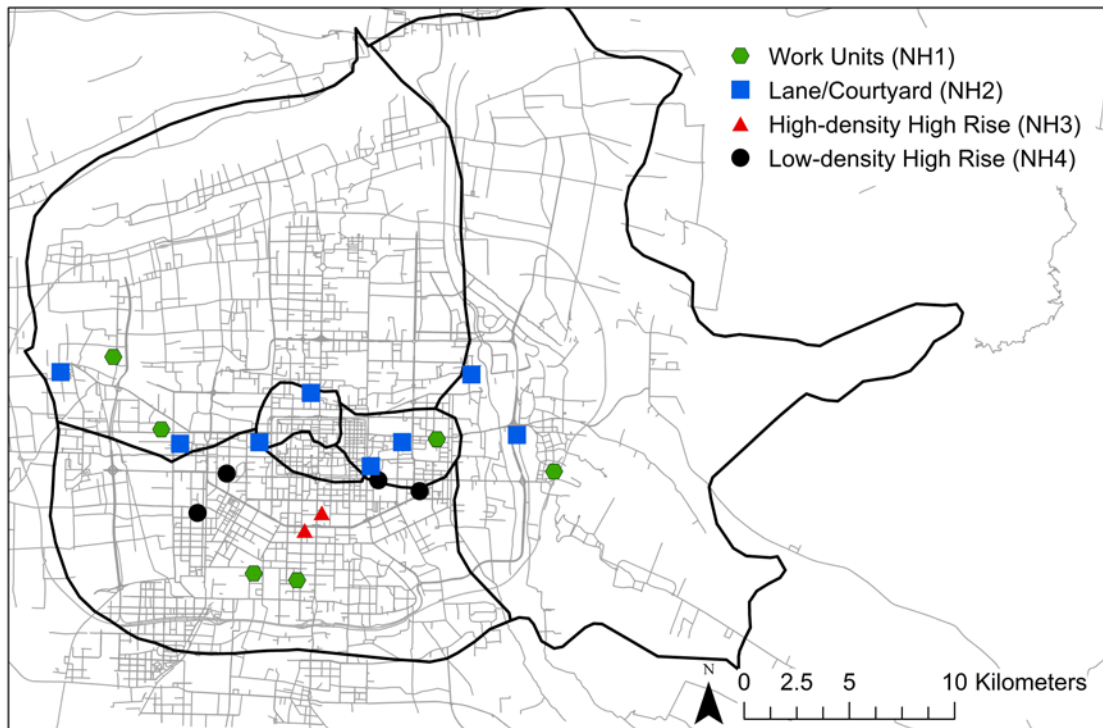 Work Units (NH1)
Lane/Courtyard (NH2)
High-density High Rise (NH3)
Low-density High Rise (NH4)
N
0 2.5 5 10 Kilometers